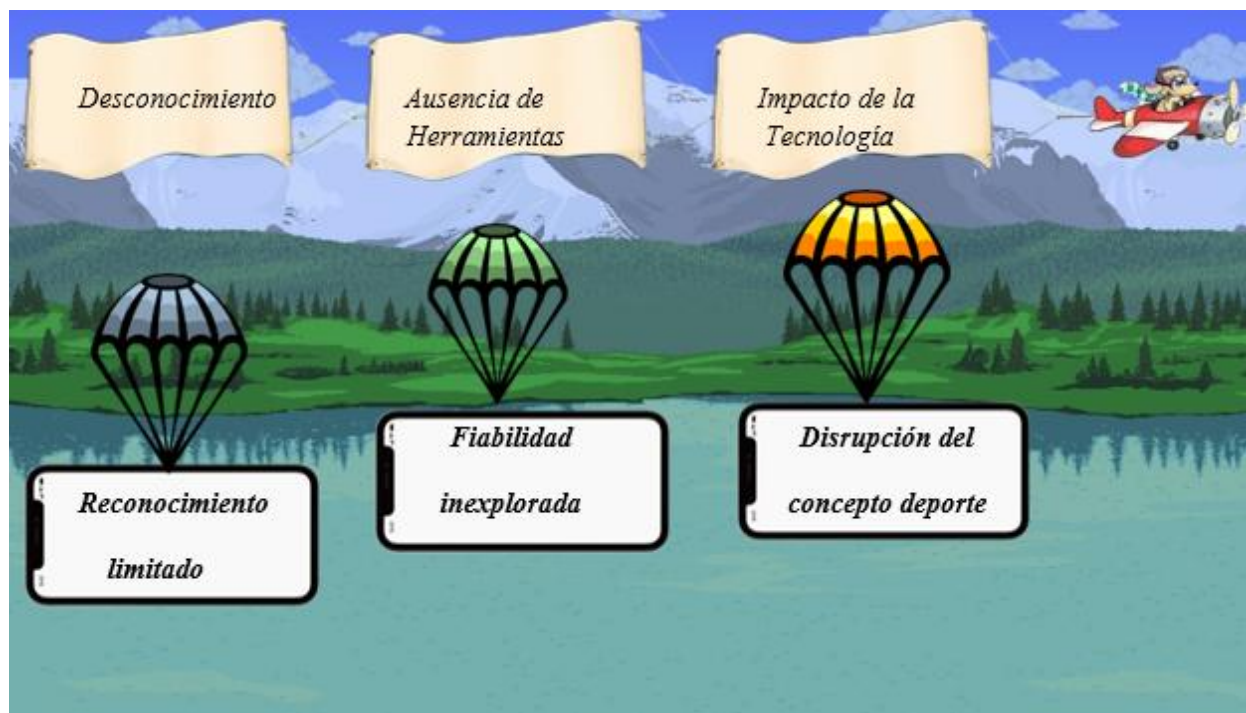 Desconocimiento
Ausencia de
Herramientas
Impacto de la
Tecnología
Reconocimiento
limitado
Fiabilidad
inexplorada
Disrupción del
concepto deporte